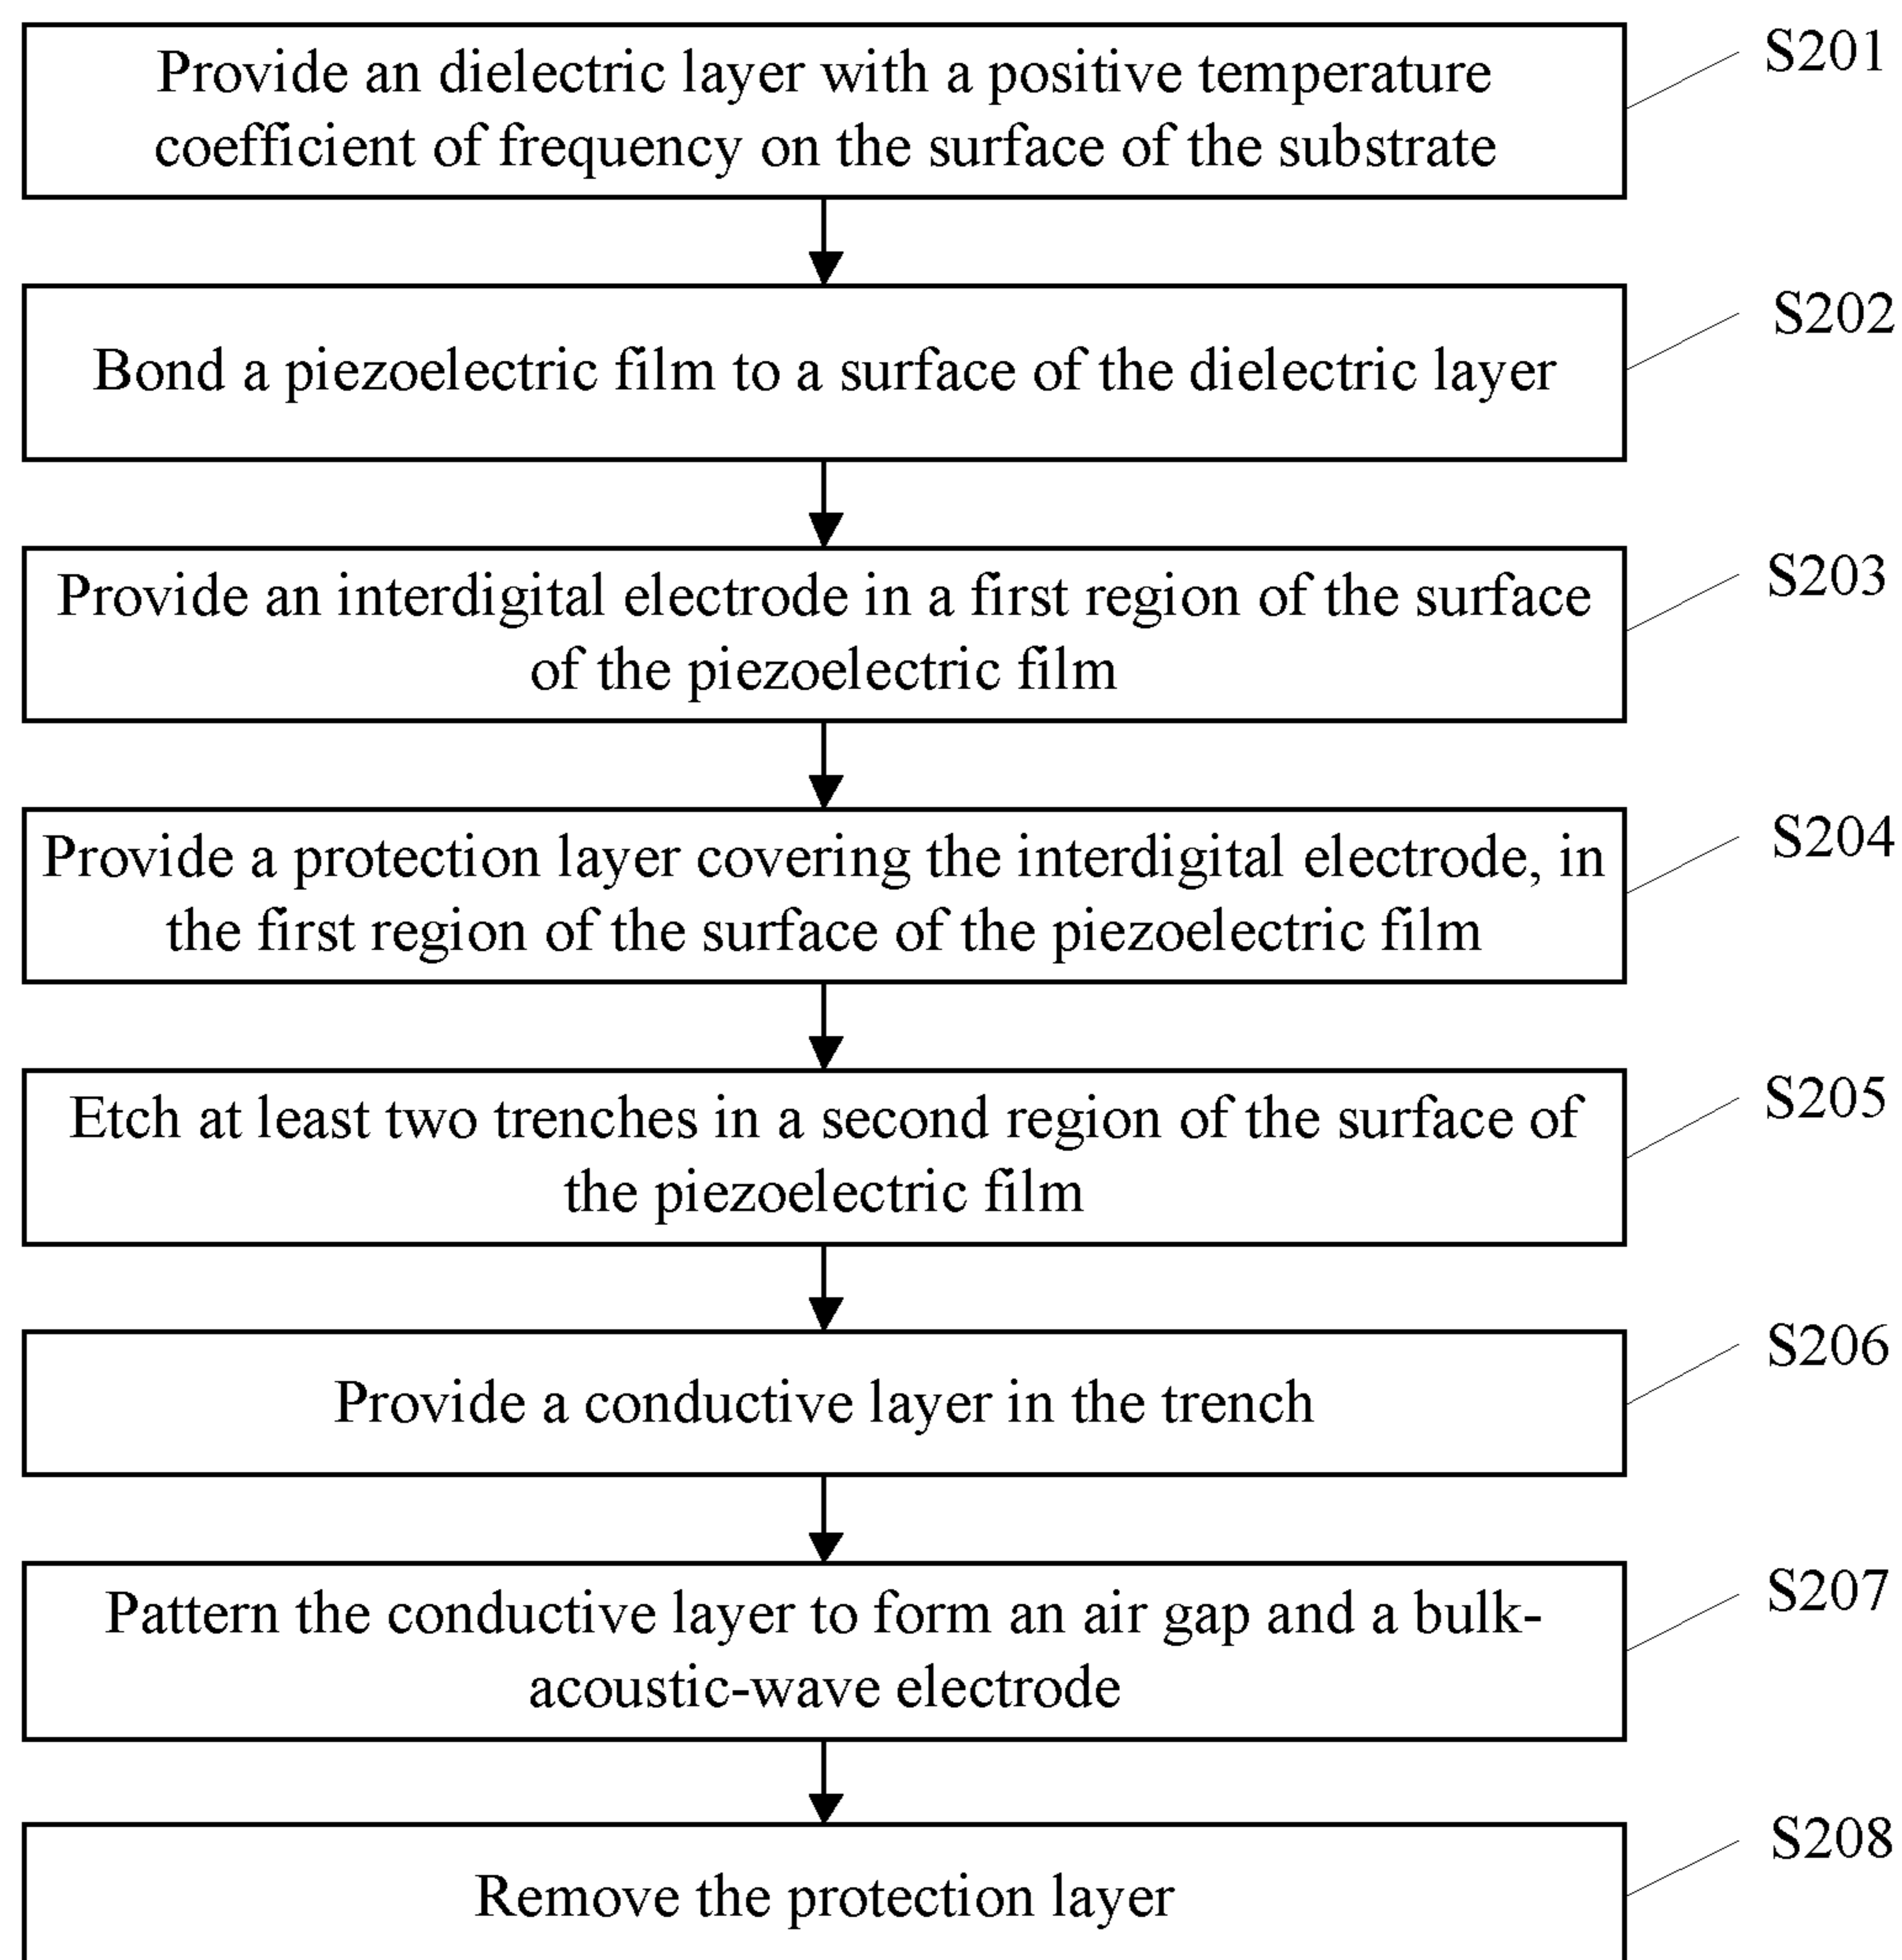 Provide an dielectric layer with a positive temperature
coefficient of frequency on the surface of the substrate
S201
Bond a piezoelectric film to a surface of the dielectric layer
S202
Provide an interdigital electrode in a first region of the surface
of the piezoelectric film
S203
Provide a protection layer covering the interdigital electrode, in
the first region of the surface of the piezoelectric film
S204
Etch at least two trenches in a second region of the surface of
the piezoelectric film
S205
Provide a conductive layer in the trench
S206
Pattern the conductive layer to form an air gap and a bulk-
acoustic-wave electrode
S207
Remove the protection layer
S208